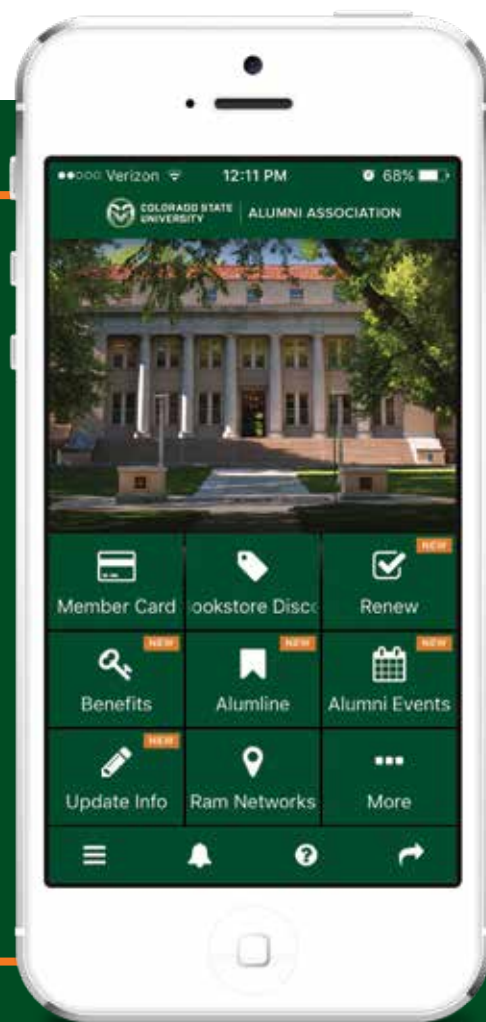 Verizon 12:11 PM 68%
COLORADO STATE
UNIVERSITY
ALUMNI ASSOCIATION
NEW
Member Card ookstore Disc Renew
NEW NEW NEW
Benefits Alumline Alumni Events
NEW
Update Info Ram Networks More
?